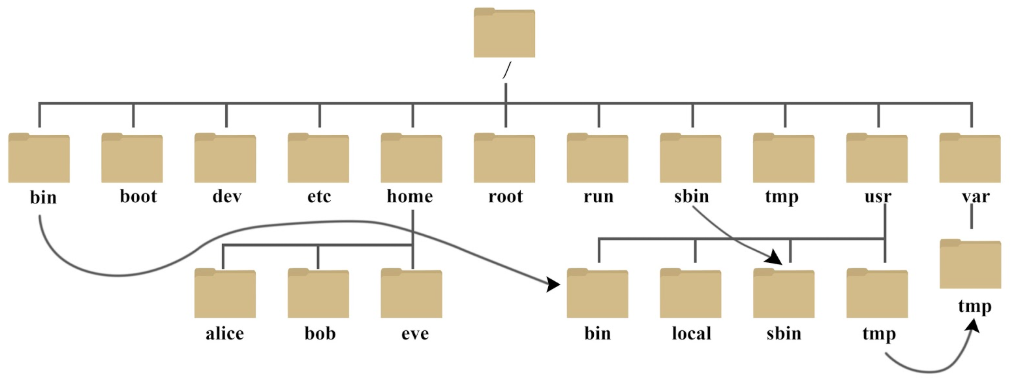 /
bin boot dev etc home root run sbin tmp usr var
alice bob eve bin local sbin tmp tmp